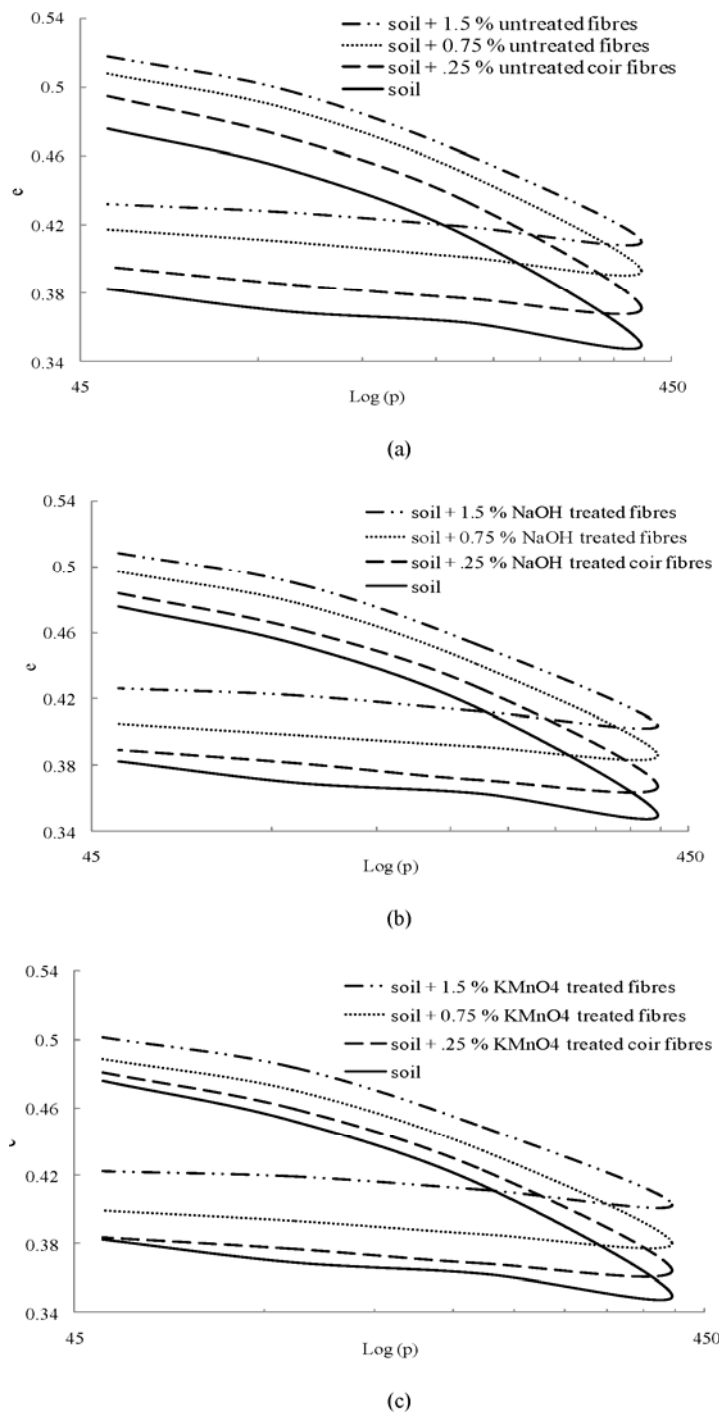 0.54
0.5
0.46
0.42
0.38
0.34
e
45
450
Log (p)
soil + 1.5 % untreated fibres
soil + 0.75 % untreated fibres
soil + .25 % untreated coir fibres
soil
(a)
0.54
0.5
0.46
0.42
0.38
0.34
e
45
450
Log (p)
soil + 1.5 % NaOH treated fibres
soil + 0.75 % NaOH treated fibres
soil + .25 % NaOH treated coir fibres
soil
(b)
0.54
0.5
0.46
0.42
0.38
0.34
45
450
Log (p)
soil + 1.5 % KMnO4 treated fibres
soil + 0.75 % KMnO4 treated fibres
soil + .25 % KMnO4 treated coir fibres
soil
(c)